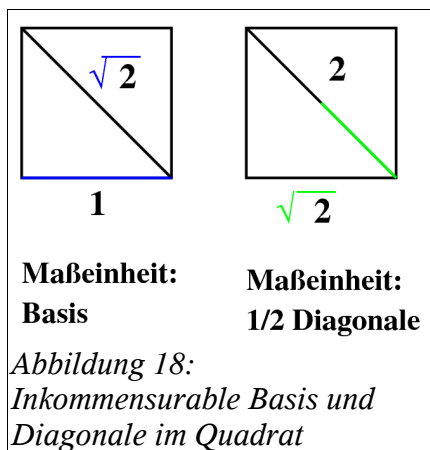 √2
2
1
√2
Maßeinheit:
Basis
Maßeinheit:
1/2 Diagonale
Abbildung 18:
Inkommensurable Basis und
Diagonale im Quadrat